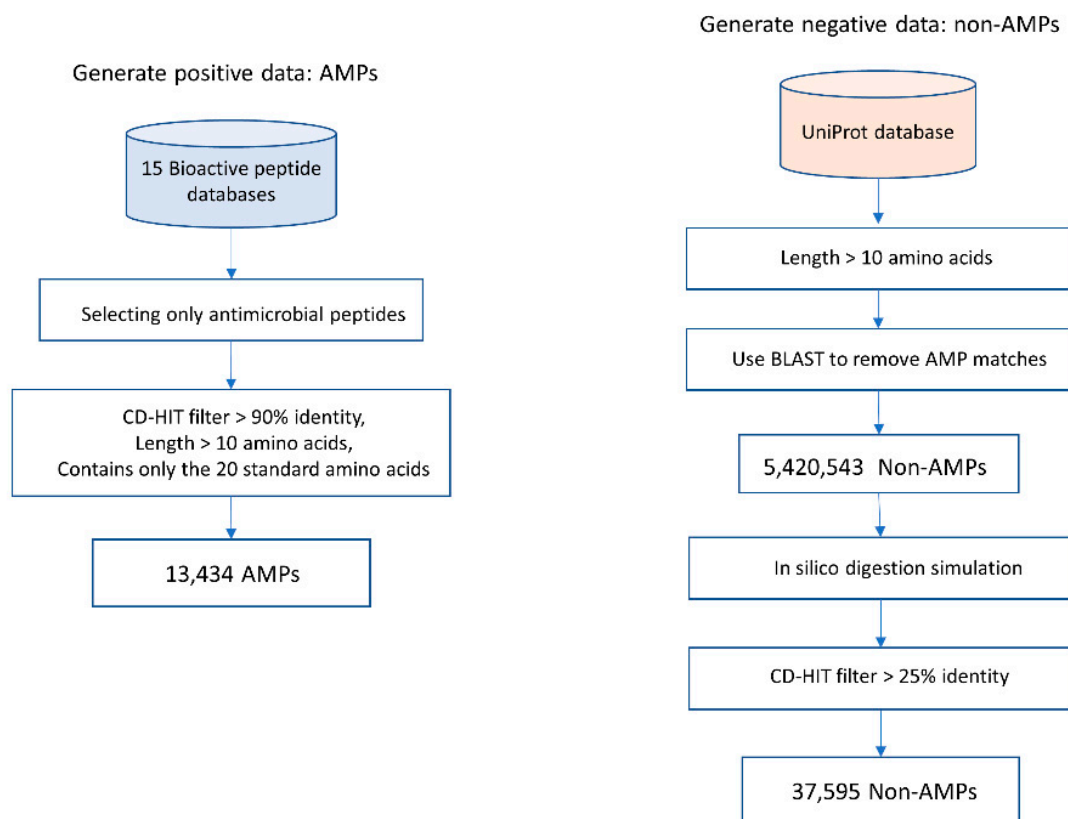 Generate positive data: AMPs
15 Bioactive peptide
databases
Selecting only antimicrobial peptides
CD-HIT filter > 90% identity,
Length > 10 amino acids,
Contains only the 20 standard amino acids
13,434 AMPs
Generate negative data: non-AMPs
UniProt database
Length > 10 amino acids
Use BLAST to remove AMP matches
5,420,543 Non-AMPs
In silico digestion simulation
CD-HIT filter > 25% identity
37,595 Non-AMPs